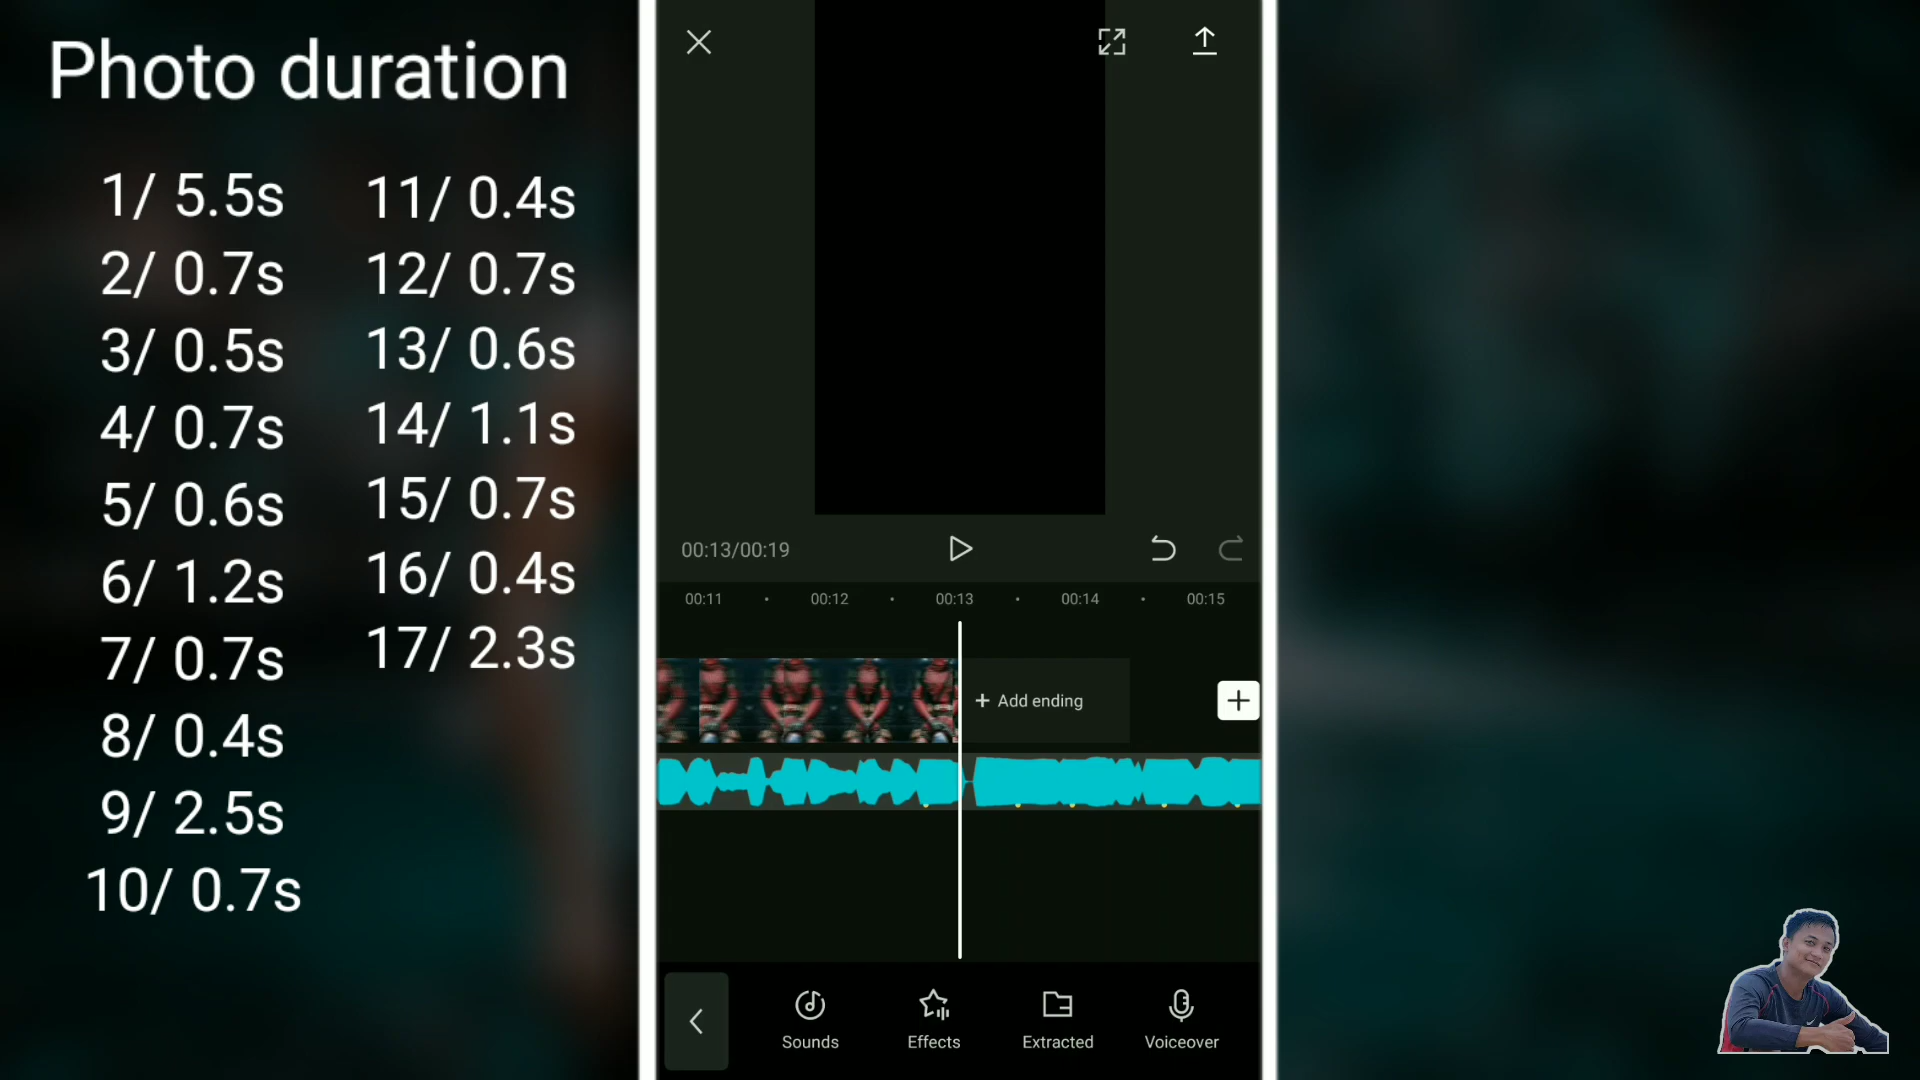 Photo duration
1/ 5.5s
2/ 0.7s
3/ 0.5s
4/ 0.7s
5/ 0.6s
6/ 1.2s
7/ 0.7s
8/ 0.4s
9/ 2.5s
10/ 0.7s
11/ 0.4s
12/ 0.7s
13/ 0.6s
14/ 1.1s
15/ 0.7s
16/ 0.4s
17/ 2.3s
00:13/00:19
00:11 00:12 00:13 00:14 00:15
+ Add ending
Sounds Effects Extracted Voiceover